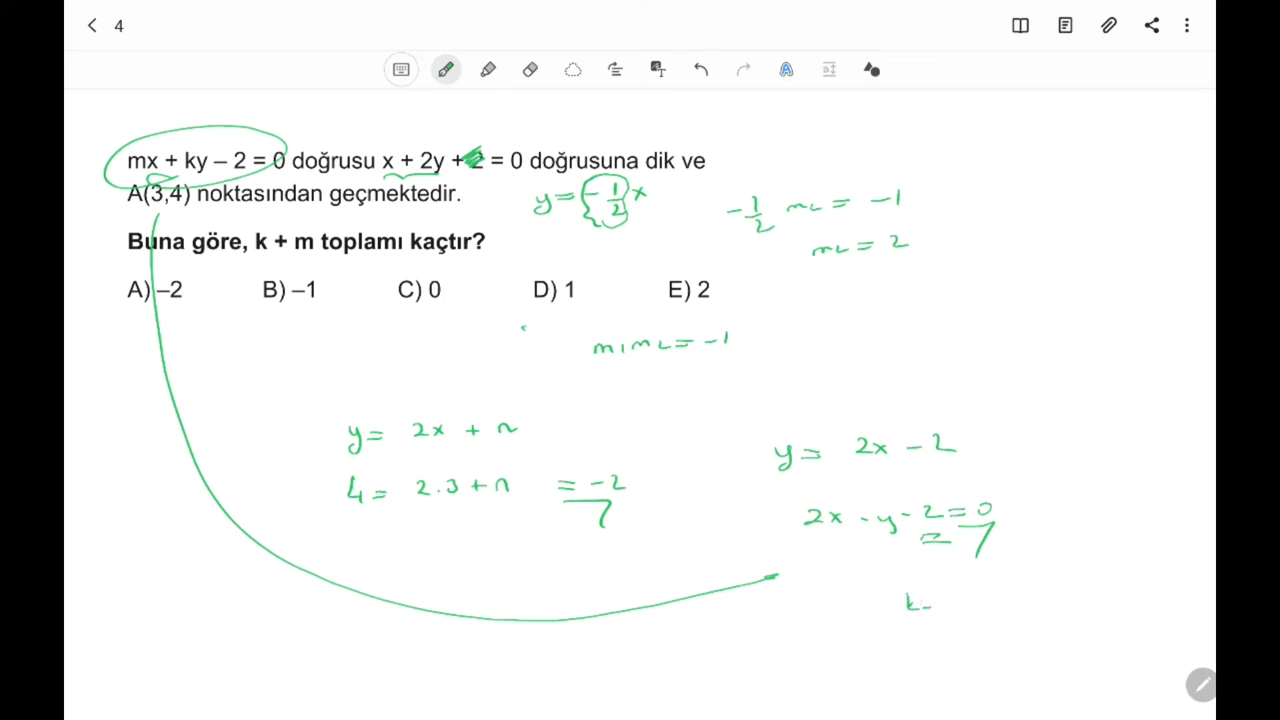 4
mx + ky – 2 = 0 doğrusu x + 2y + 2 = 0 doğrusuna dik ve
A(3,4) noktasından geçmektedir.
y = - 1/2 x
- 1/2 m2 = -1
m2 = 2
Buna göre, k + m toplamı kaçtır?
A) –2 B) –1 C) 0 D) 1 E) 2
m1 m2 = -1
y = 2x + n
4 = 2.3 + n = -2
y = 2x - 2
2x - y - 2 = 0
k